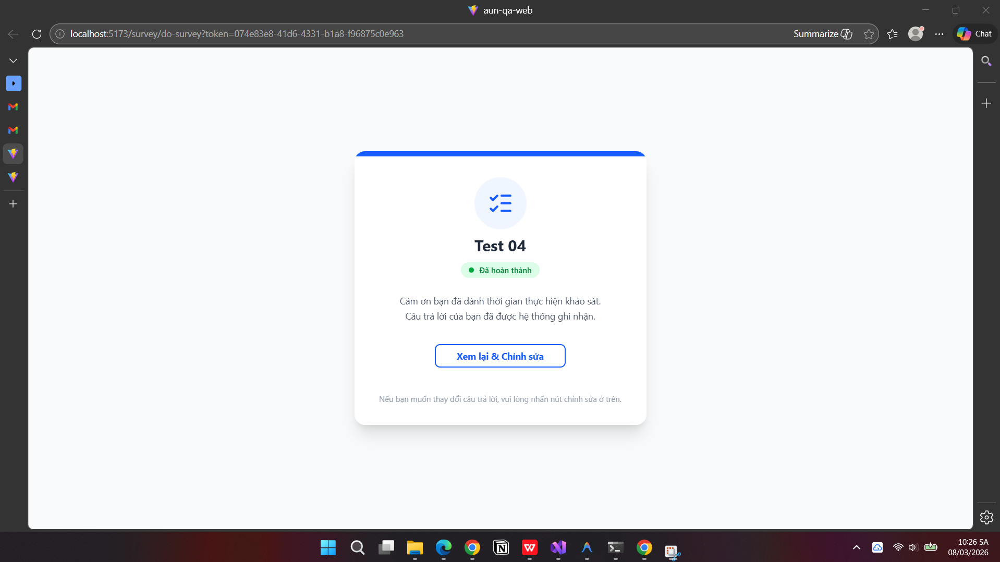 aun-qa-web
localhost:5173/survey/do-survey?token=074e83e8-41d6-4331-b1a8-f96875c0e963
Summarize
Chat
Test 04
Đã hoàn thành
Cảm ơn bạn đã dành thời gian thực hiện khảo sát.
Câu trả lời của bạn đã được hệ thống ghi nhận.
Xem lại & Chỉnh sửa
Nếu bạn muốn thay đổi câu trả lời, vui lòng nhấn nút chỉnh sửa ở trên.
10:26 SA
08/03/2026